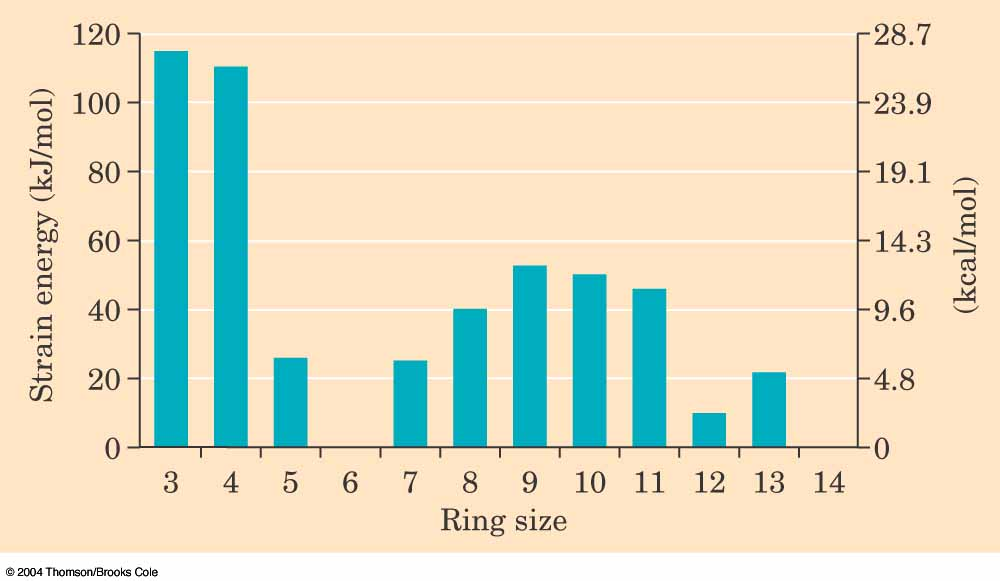 120
100
80
60
40
20
0
Strain energy (kJ/mol)
28.7
23.9
19.1
14.3
9.6
4.8
0
(kcal/mol)
3 4 5 6 7 8 9 10 11 12 13 14
Ring size
© 2004 Thomson/Brooks Cole